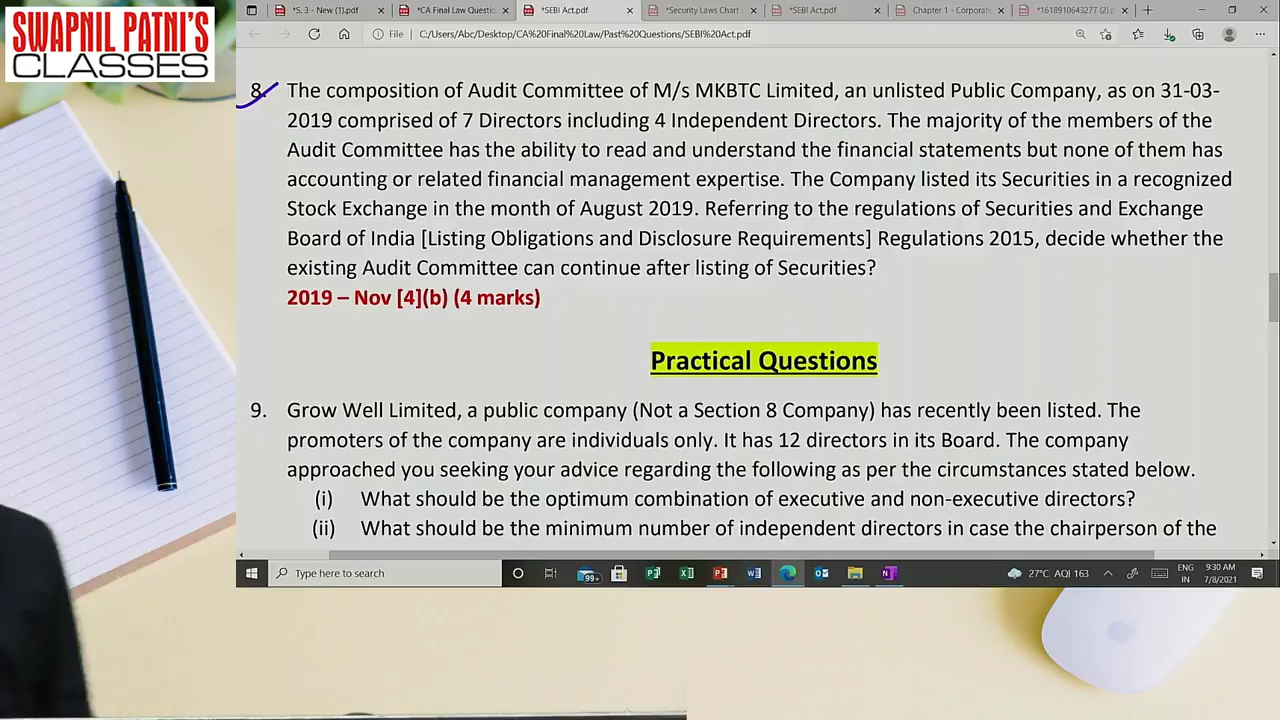 SWAPNIL PATNI'S
CLASSES
*S. 3 - New (1).pdf
*CA Final Law Questio
*SEBI Act.pdf
*Security Laws Chart
*SEBI Act.pdf
Chapter 1 - Corporat
*1618910643277 (2).p
File
C:/Users/Abc/Desktop/CA%20Final%20Law/Past%20Questions/SEBI%20Act.pdf
8. The composition of Audit Committee of M/s MKBTC Limited, an unlisted Public Company, as on 31-03-
2019 comprised of 7 Directors including 4 Independent Directors. The majority of the members of the
Audit Committee has the ability to read and understand the financial statements but none of them has
accounting or related financial management expertise. The Company listed its Securities in a recognized
Stock Exchange in the month of August 2019. Referring to the regulations of Securities and Exchange
Board of India [Listing Obligations and Disclosure Requirements] Regulations 2015, decide whether the
existing Audit Committee can continue after listing of Securities?
2019 – Nov [4](b) (4 marks)
Practical Questions
9. Grow Well Limited, a public company (Not a Section 8 Company) has recently been listed. The
promoters of the company are individuals only. It has 12 directors in its Board. The company
approached you seeking your advice regarding the following as per the circumstances stated below.
(i) What should be the optimum combination of executive and non-executive directors?
(ii) What should be the minimum number of independent directors in case the chairperson of the
Type here to search
99+
27°C AQI 163
ENG
IN
9:30 AM
7/8/2021